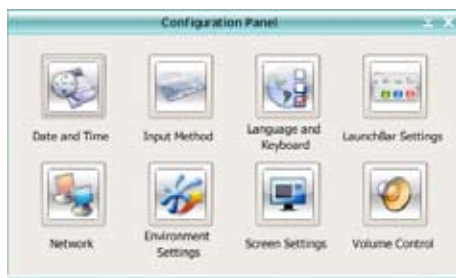 Configuration Panel
Date and Time
Input Method
Language and
Keyboard
LaunchBar Settings
Network
Environment
Settings
Screen Settings
Volume Control